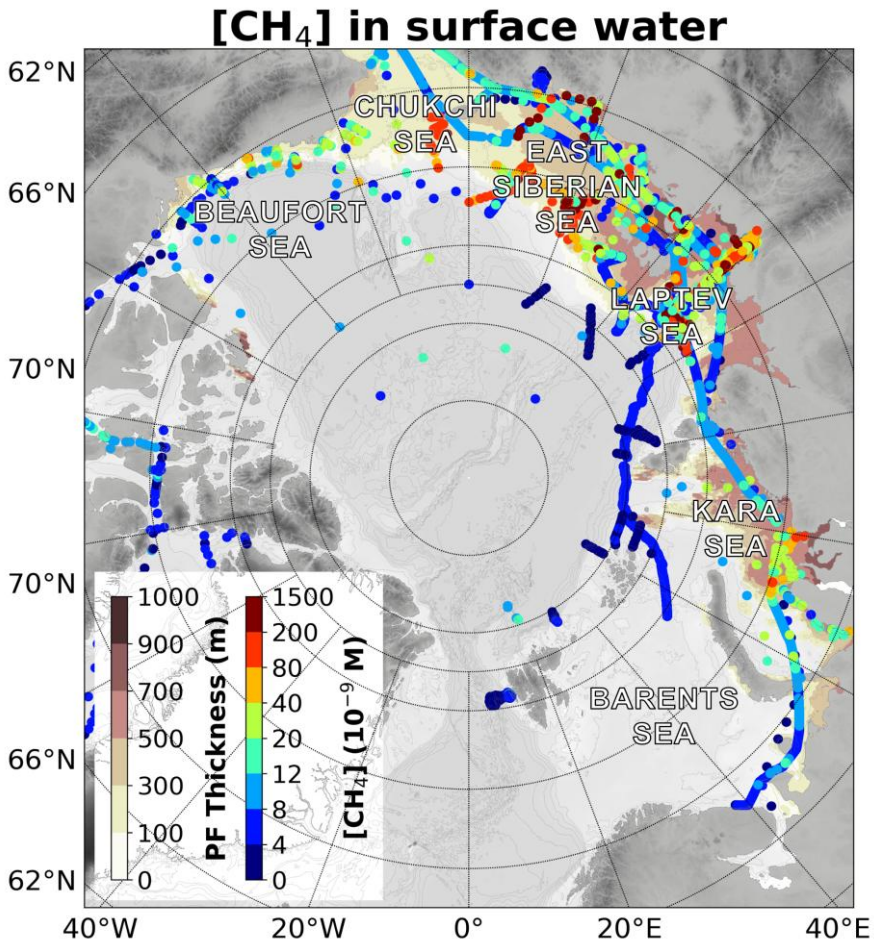 [CH₄] in surface water
62°N
66°N
70°N
70°N
66°N
62°N
CHUKCHI
SEA
EAST
SIBERIAN
SEA
BEAUFORT
SEA
LAPTEV
SEA
KARA
SEA
BARENTS
SEA
1000
900
700
500
300
100
0
PF Thickness (m)
1500
200
80
40
20
12
8
4
0
[CH₄] (10⁻⁹ M)
40°W
20°W
0°
20°E
40°E